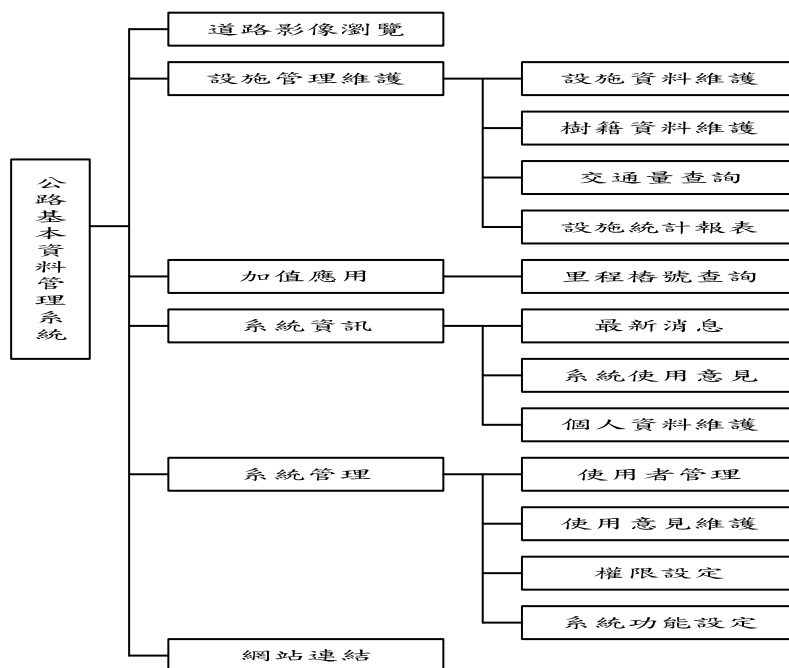 公路基本資料管理系統
道路影像瀏覽
設施管理維護
設施資料維護
樹籍資料維護
交通量查詢
設施統計報表
加值應用
里程樁號查詢
系統資訊
最新消息
系統使用意見
個人資料維護
系統管理
使用者管理
使用意見維護
權限設定
系統功能設定
網站連結